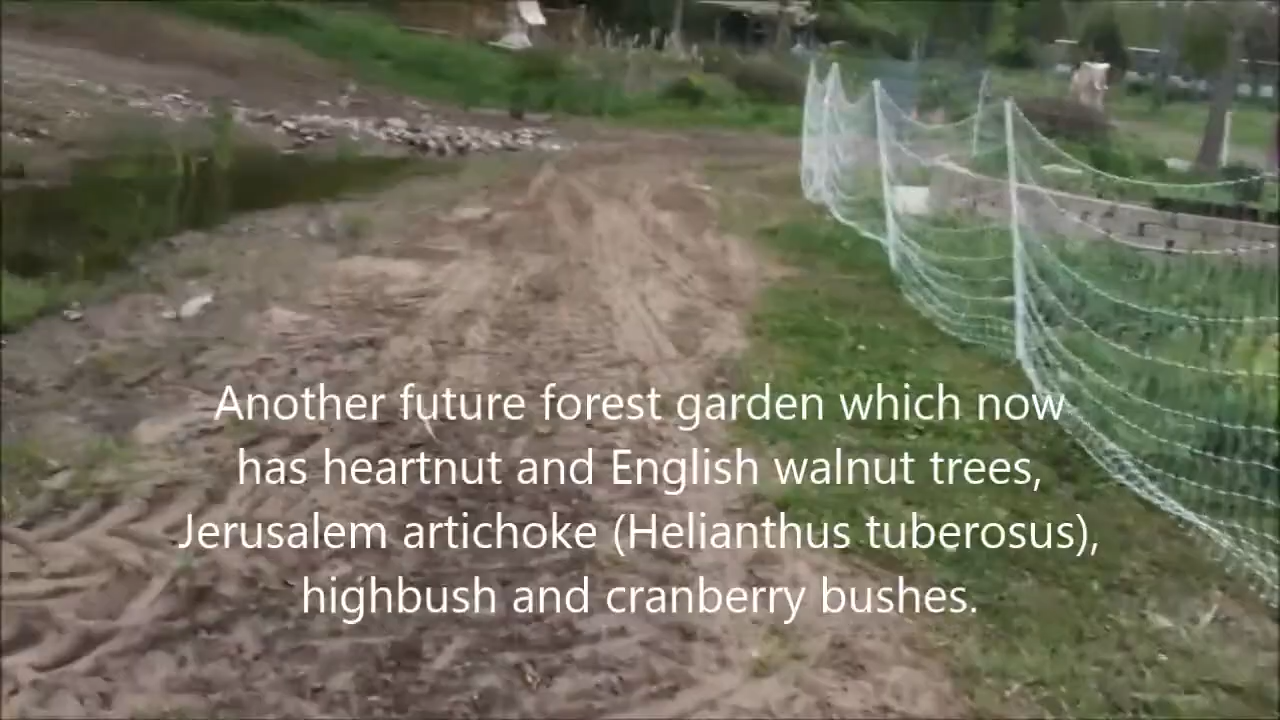 Another future forest garden which now
has heartnut and English walnut trees,
Jerusalem artichoke (Helianthus tuberosus),
highbush and cranberry bushes.